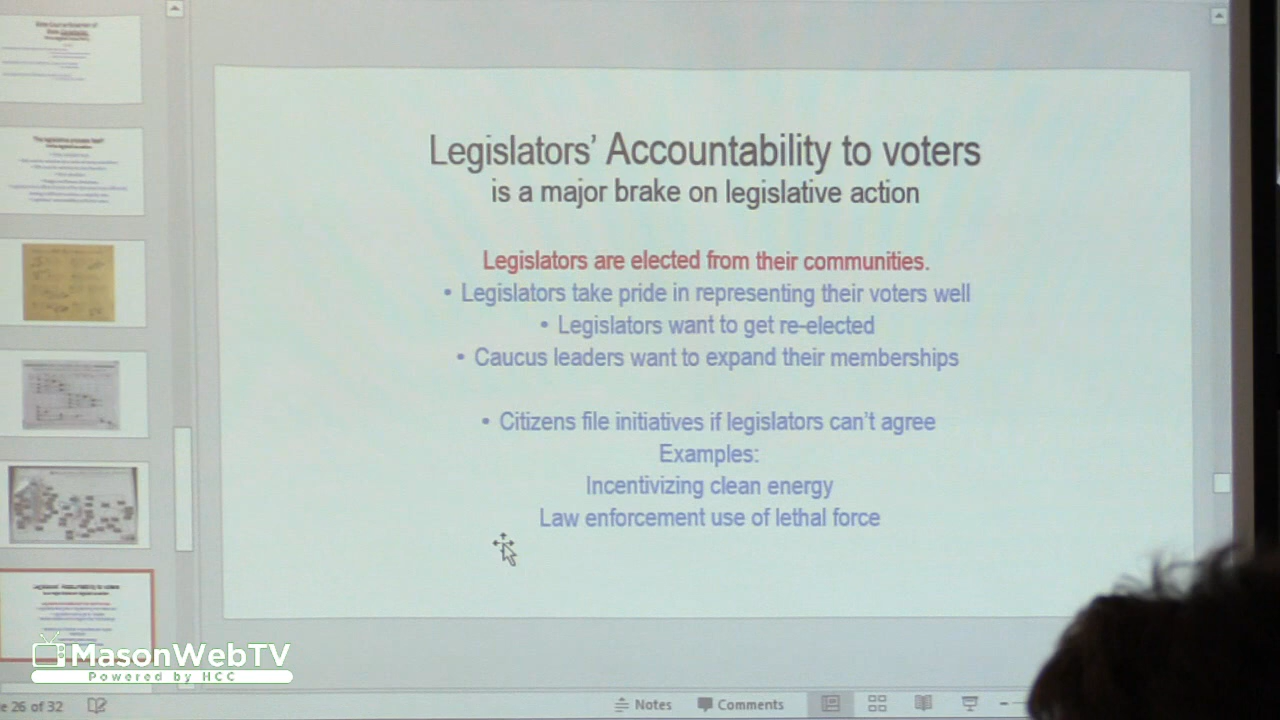 Legislators' Accountability to voters
is a major brake on legislative action
Legislators are elected from their communities.
• Legislators take pride in representing their voters well
• Legislators want to get re-elected
• Caucus leaders want to expand their memberships
• Citizens file initiatives if legislators can't agree
Examples:
Incentivizing clean energy
Law enforcement use of lethal force
MasonWebTV
Powered by HCC
26 of 32
Notes
Comments